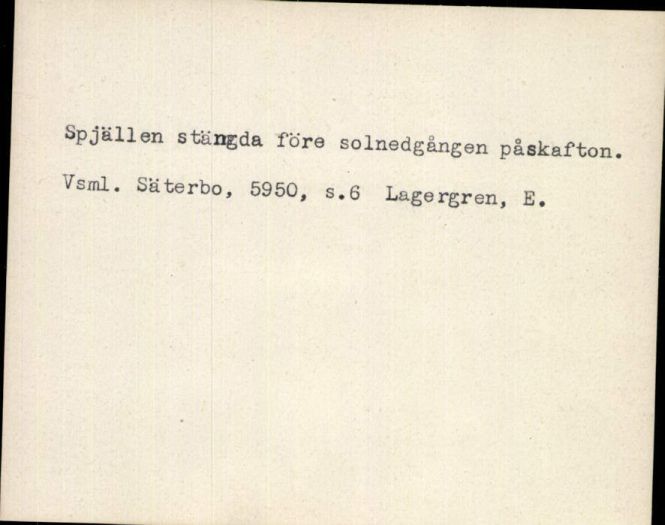 Spjällen stängda före solnedgången påskafton.
Vsml. Säterbo, 5950, s.6 Lagergren, E.